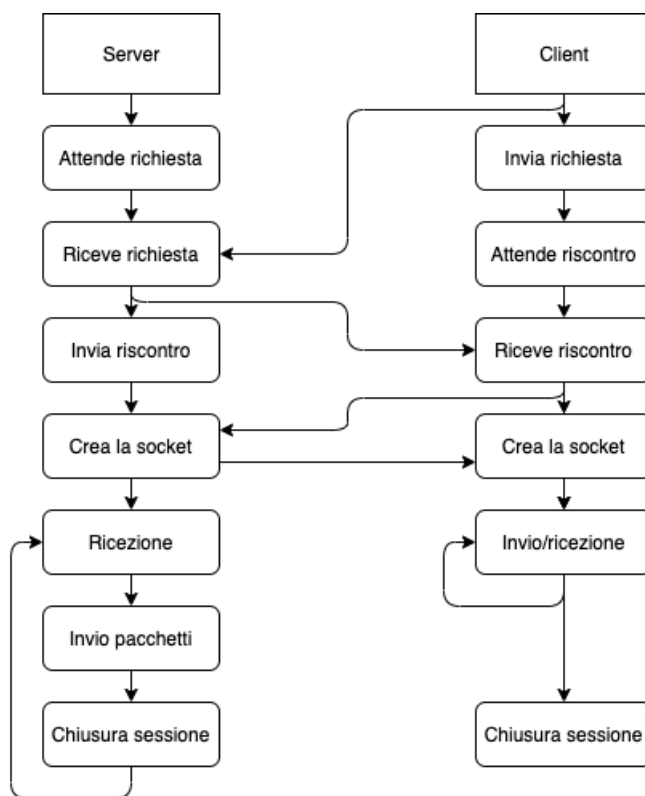 Server
Client
Attende richiesta
Invia richiesta
Riceve richiesta
Attende riscontro
Invia riscontro
Riceve riscontro
Crea la socket
Crea la socket
Ricezione
Invio/ricezione
Invio pacchetti
Chiusura sessione
Chiusura sessione